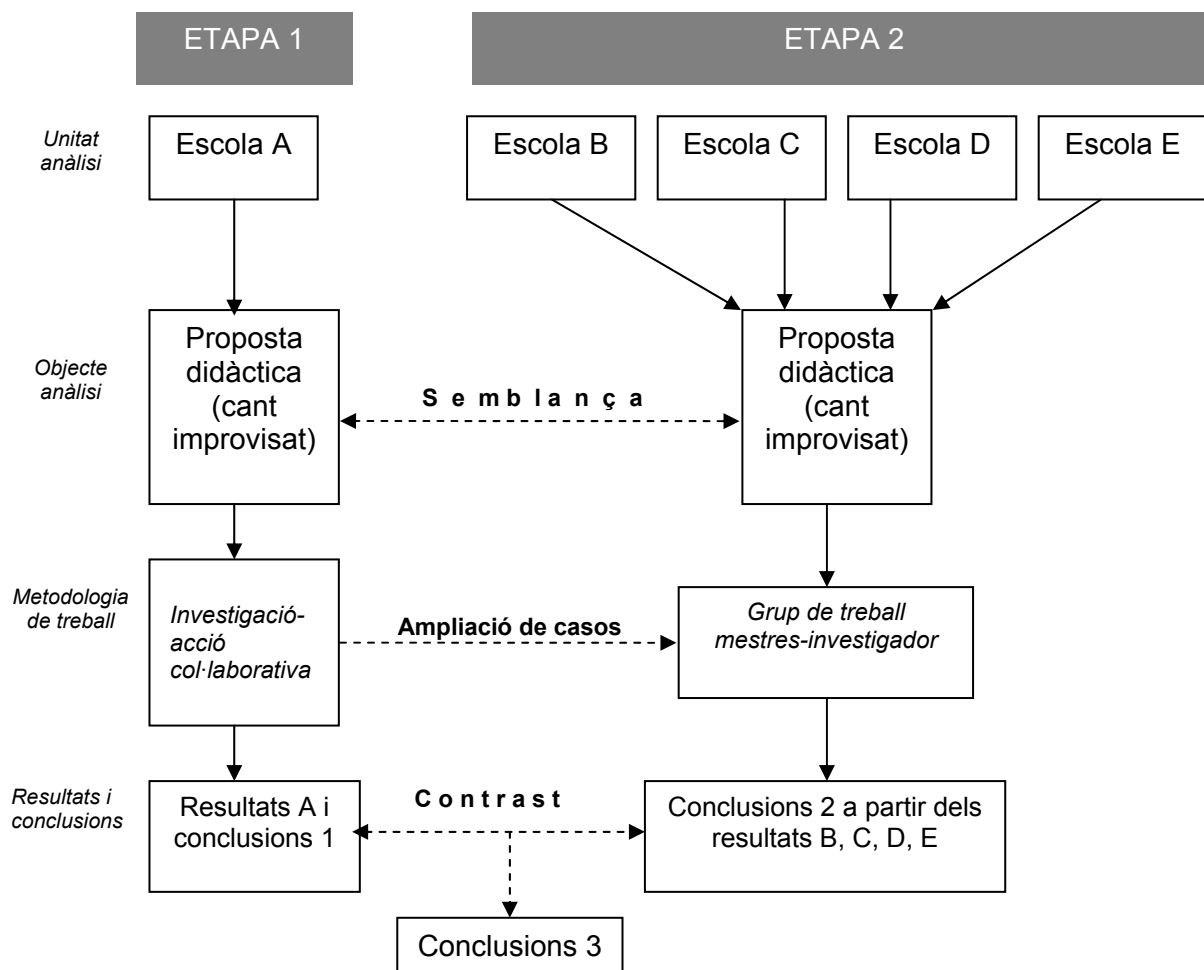 ETAPA 1
ETAPA 2
Unitat
anàlisi
Escola A
Escola B
Escola C
Escola D
Escola E
Objecte
anàlisi
Proposta
didàctica
(cant
improvisat)
Semblança
Proposta
didàctica
(cant
improvisat)
Metodologia
de treball
Investigació-
acció
col·laborativa
Ampliació de casos
Grup de treball
mestres-investigador
Resultats i
conclusions
Resultats A i
conclusions 1
Contrast
Conclusions 2 a partir dels
resultats B, C, D, E
Conclusions 3